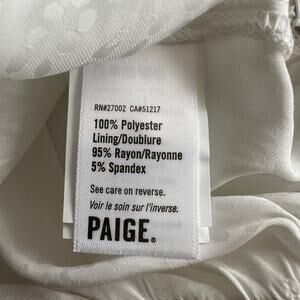 RN#27002 CA#51217
100% Polyester
Lining/Doublure
95% Rayon/Rayonne
5% Spandex
See care on reverse.
Voir le soin sur l'inverse.
PAIGE®